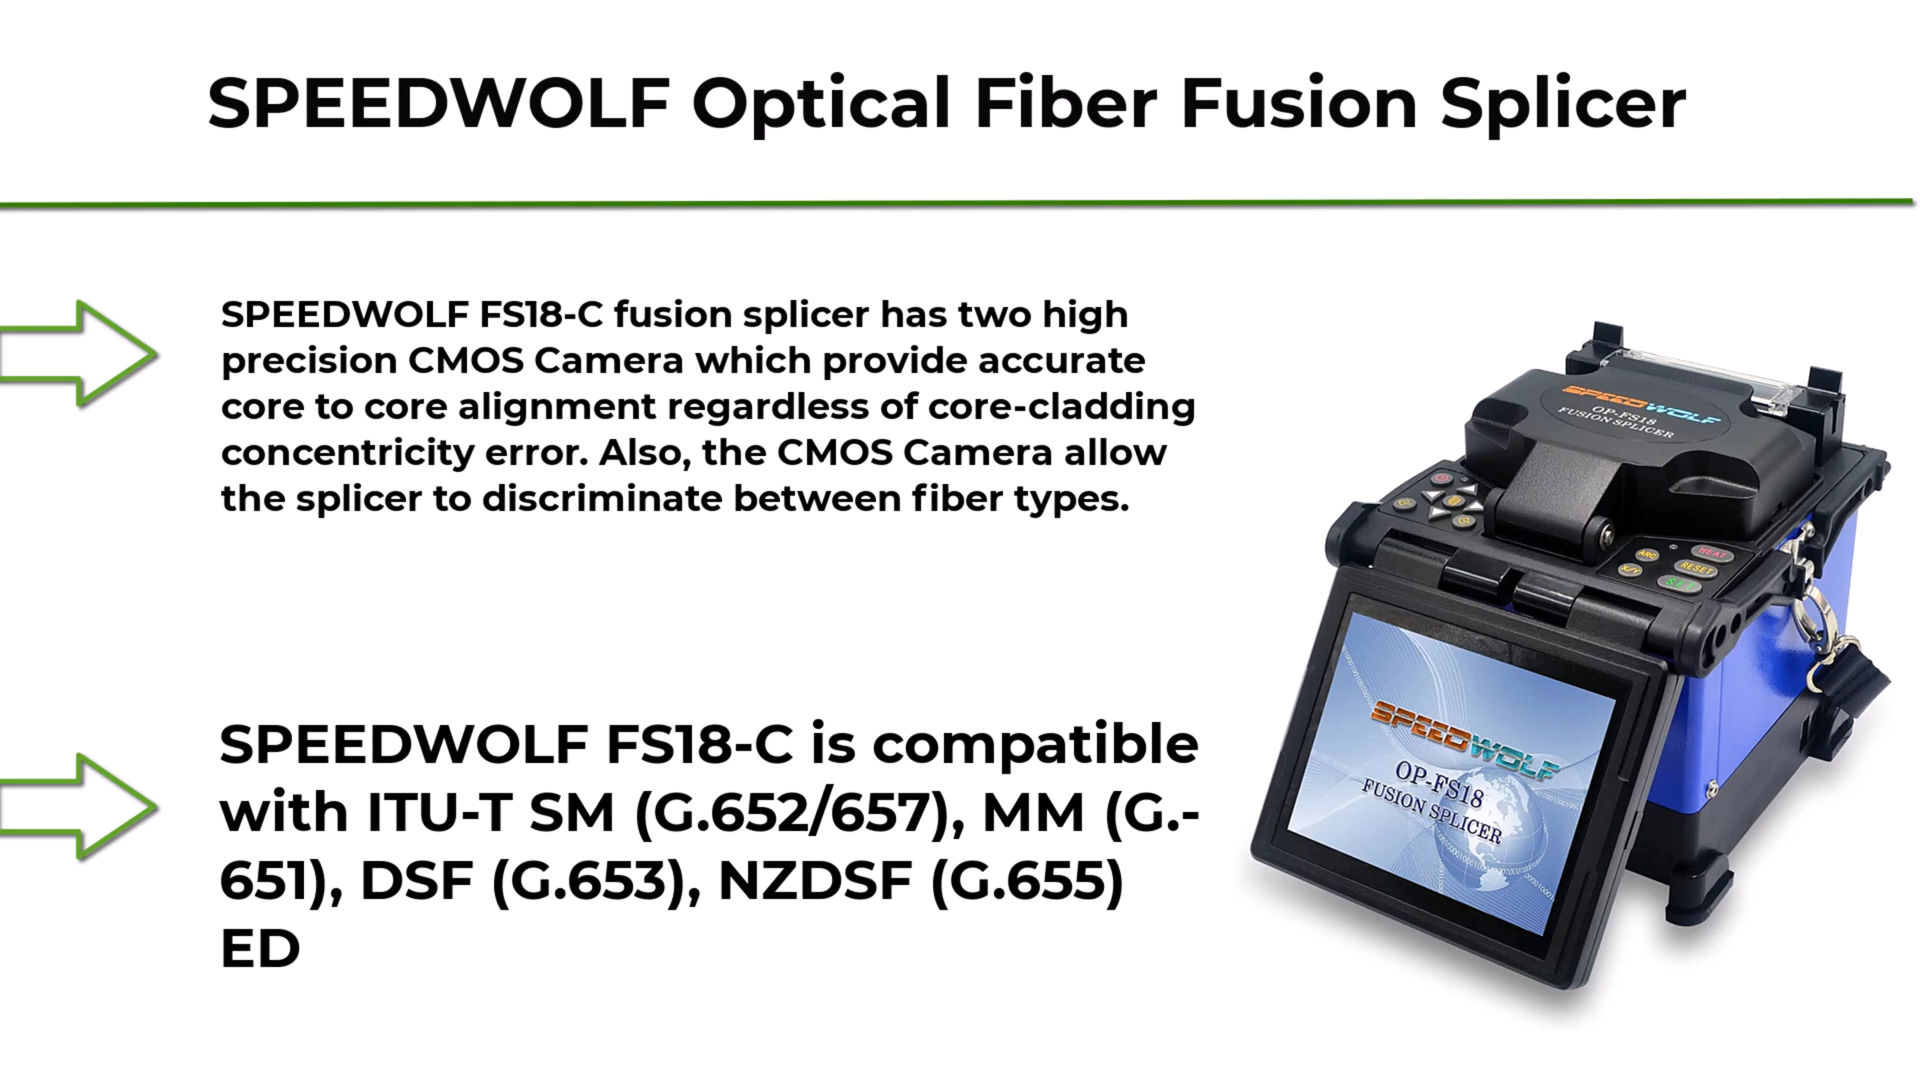 SPEEDWOLF Optical Fiber Fusion Splicer
SPEEDWOLF FS18-C fusion splicer has two high
precision CMOS Camera which provide accurate
core to core alignment regardless of core-cladding
concentricity error. Also, the CMOS Camera allow
the splicer to discriminate between fiber types.
SPEEDWOLF FS18-C is compatible
with ITU-T SM (G.652/657), MM (G.-
651), DSF (G.653), NZDSF (G.655)
ED
SPEEDWOLF
OP-FS18
FUSION SPLICER
ARC
HEAT
X/Y
RESET
SET
SPEEDWOLF
OP-FS18
FUSION SPLICER